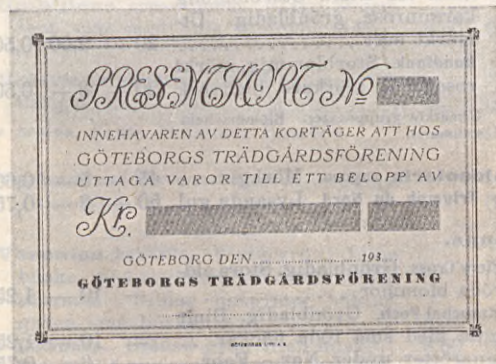 PRESENTKORT No
INNEHAVAREN AV DETTA KORT ÄGER ATT HOS
GÖTEBORGS TRÄDGÅRDSFÖRENING
UTTAGA VAROR TILL ETT BELOPP AV
Kr.
GÖTEBORG DEN 193
GÖTEBORGS TRÄDGÅRDSFÖRENING